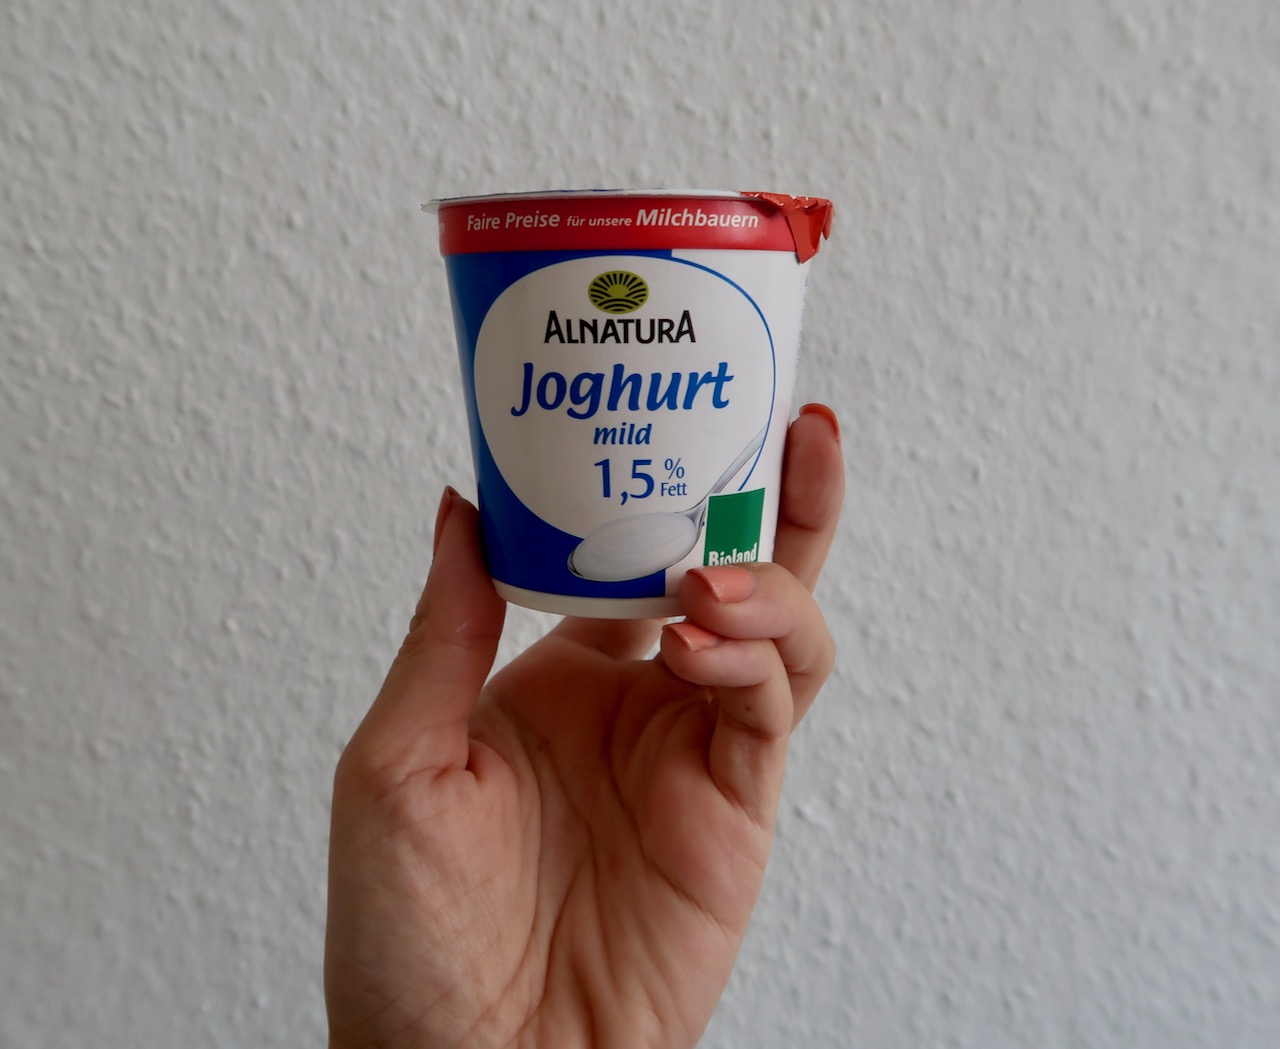 Faire Preise für unsere Milchbauern
ALNATURA
Joghurt
mild
1,5 % Fett
Bioland